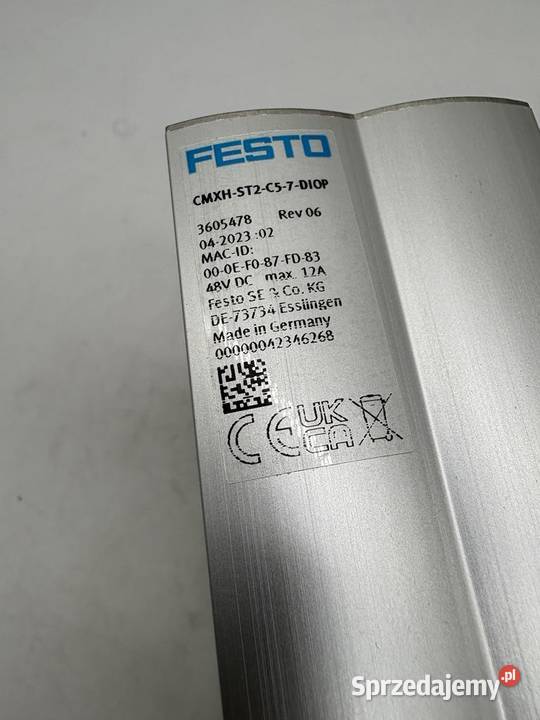 FESTO
CMXH-ST2-C5-7-DIOP
3605478 Rev 06
04-2023 :02
MAC-ID:
00-0E-F0-87-FD-83
48V DC max. 12A
Festo SE & Co. KG
DE-73734 Esslingen
Made in Germany
00000042346268
CE UK
CA
Sprzedajemy.pl